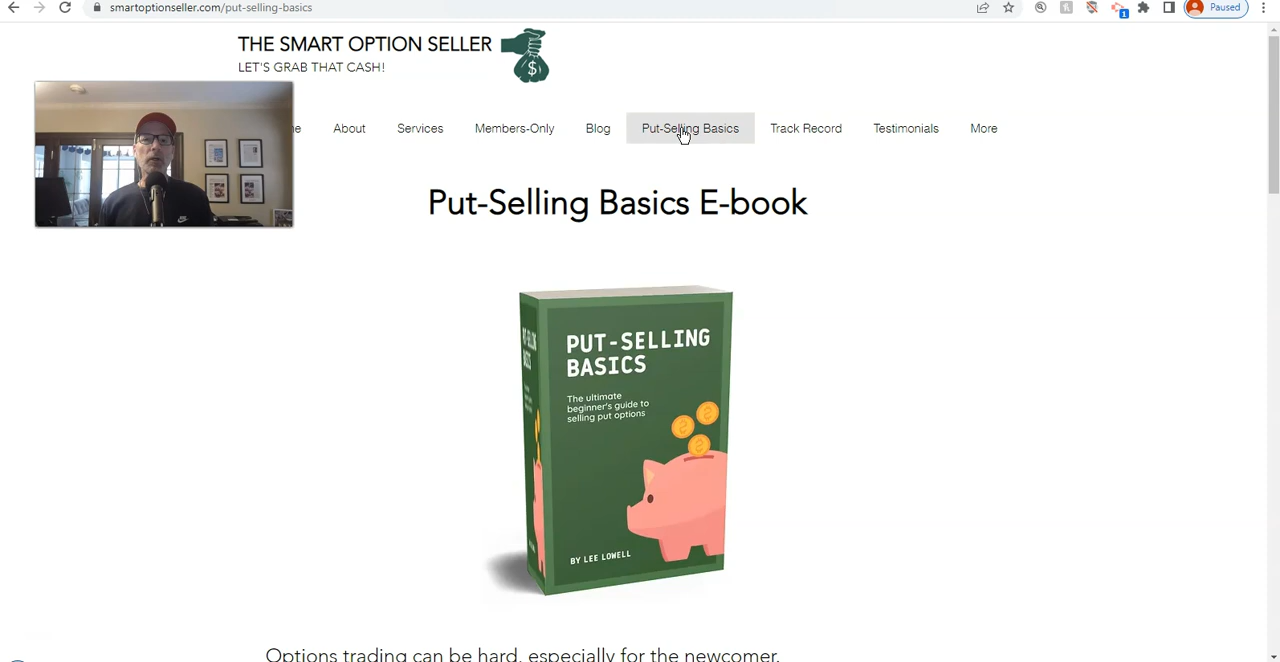 smartoptionseller.com/put-selling-basics
Paused
1
THE SMART OPTION SELLER
LET'S GRAB THAT CASH!
$
About Services Members-Only Blog Put-Selling Basics Track Record Testimonials More
Put-Selling Basics E-book
PUT-SELLING
BASICS
The ultimate
beginner's guide to
selling put options
BY LEE LOWELL
Options trading can be hard, especially for the newcomer.